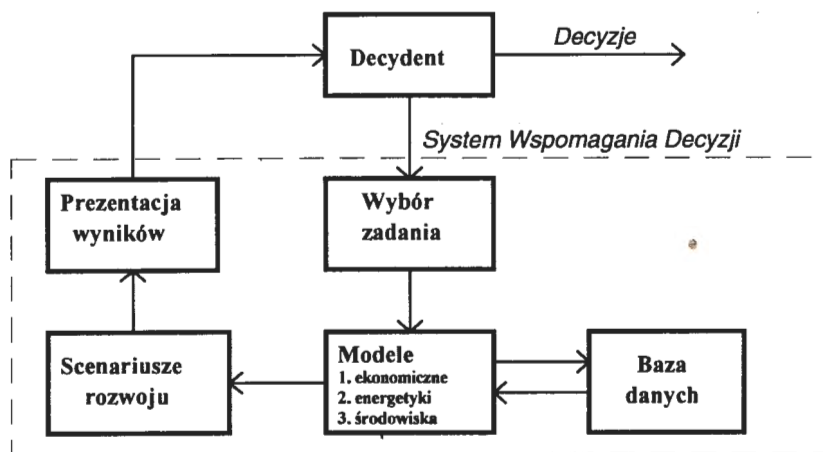 Decydent
Decyzje
System Wspomagania Decyzji
Prezentacja
wyników
Wybór
zadania
Scenariusze
rozwoju
Modele
1. ekonomiczne
2. energetyki
3. środowiska
Baza
danych